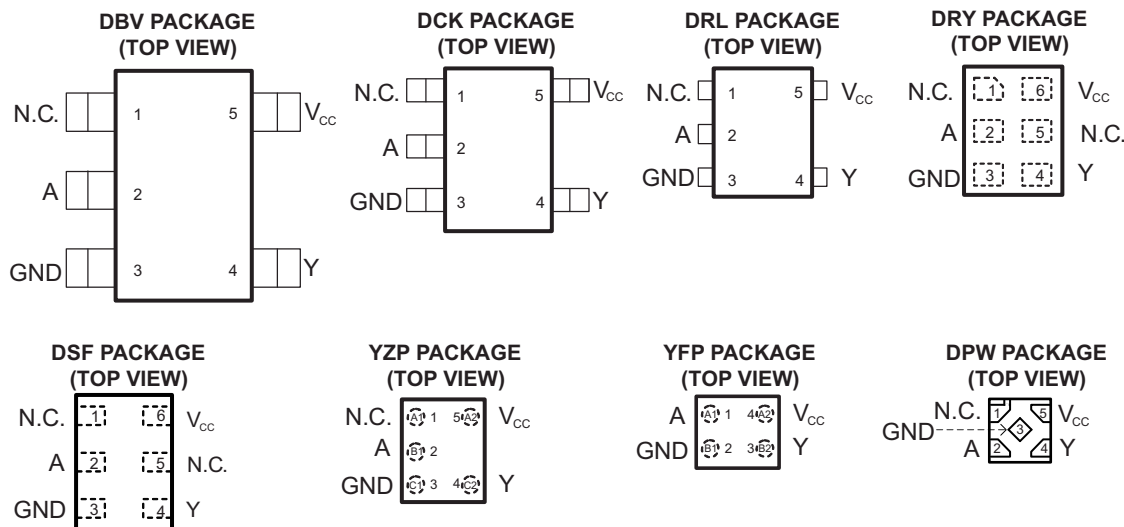 DBV PACKAGE
(TOP VIEW)
N.C. 1 5 VCC
A 2
GND 3 4 Y
DCK PACKAGE
(TOP VIEW)
N.C. 1 5 VCC
A 2
GND 3 4 Y
DRL PACKAGE
(TOP VIEW)
N.C. 1 5 VCC
A 2
GND 3 4 Y
DRY PACKAGE
(TOP VIEW)
N.C. 1 6 VCC
A 2 5 N.C.
GND 3 4 Y
DSF PACKAGE
(TOP VIEW)
N.C. 1 6 VCC
A 2 5 N.C.
GND 3 4 Y
YZP PACKAGE
(TOP VIEW)
N.C. A1 1 5 A2 VCC
A B1 2
GND C1 3 4 C2 Y
YFP PACKAGE
(TOP VIEW)
A A1 1 4 A2 VCC
GND B1 2 3 B2 Y
DPW PACKAGE
(TOP VIEW)
N.C. 1 5 VCC
GND 3
A 2 4 Y